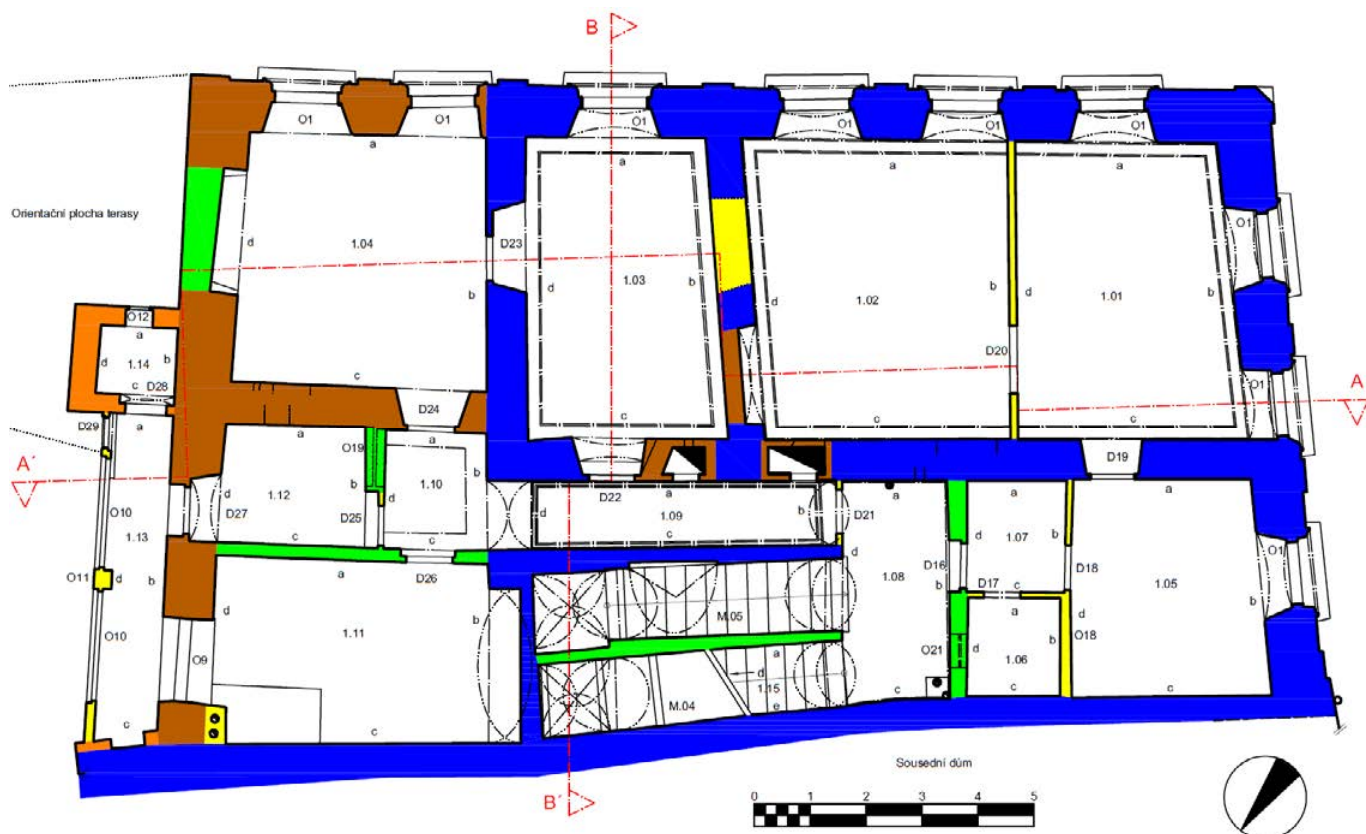 B
O1 O1 O1 O1 O1 O1
a a a a
Orientační plocha terasy
d 1.04 b
D23
d 1.03 b
d 1.02 b
d 1.01 b
O1
D20
O12
a
d 1.14 b
c D28
c c c c
O1
A
D24
D29
a
A´
O19
D19
a
d 1.12 b
c
D27
D25
a
d 1.10 b
c
D22
a
d 1.09 b
c
D21
a
1.08
b
c
D16
a
d 1.07 b
c
D17
D18
a
d 1.05 b
c
O1
O10
1.13
d b
O11
O10
c
O9
D26
a
d 1.11 b
c
M.05
a
d
1.15
e
M.04
O21
a
d 1.06 b
c
O18
Sousední dům
B´
0 1 2 3 4 5